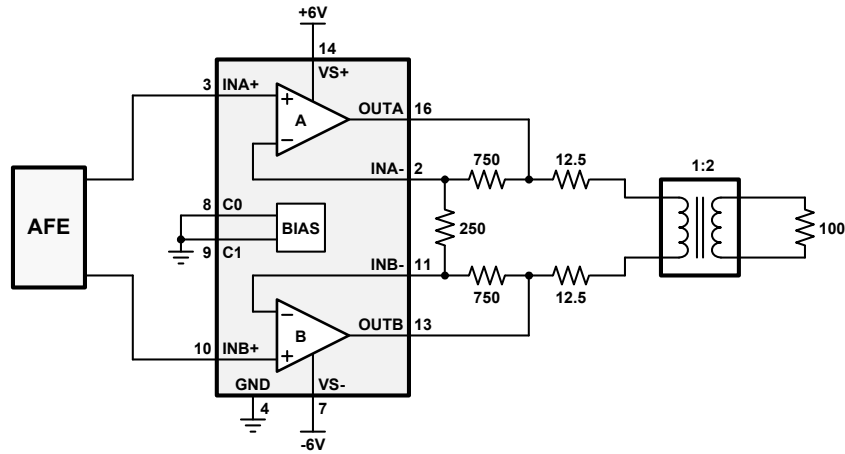 +6V
14
VS+
3 INA+
+
A
−
OUTA 16
INA- 2
750
12.5
1:2
AFE
8 C0
BIAS
9 C1
250
100
INB- 11
750
12.5
−
B
+
OUTB 13
10 INB+
GND
VS-
4
7
-6V